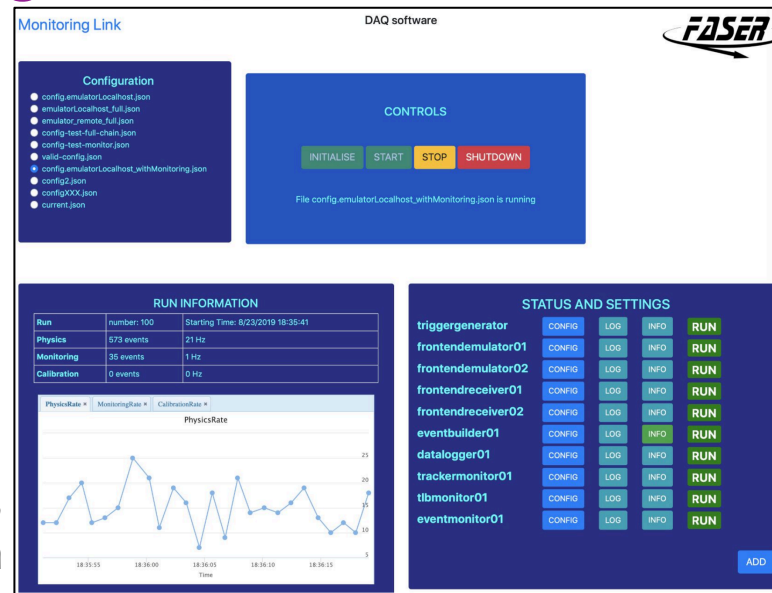 Monitoring Link
DAQ software
FASER
Configuration
config.emulatorLocalhost.json
emulatorLocalhost_full.json
emulator_remote_full.json
config-test-full-chain.json
config-test-monitor.json
valid-config.json
config.emulatorLocalhost_withMonitoring.json
config2.json
configXXX.json
current.json
CONTROLS
INITIALISE START STOP SHUTDOWN
File config.emulatorLocalhost_withMonitoring.json is running
RUN INFORMATION
Run number: 100 Starting Time: 8/23/2019 18:35:41
Physics 573 events 21 Hz
Monitoring 35 events 1 Hz
Calibration 0 events 0 Hz
PhysicsRate × MonitoringRate × CalibrationRate ×
PhysicsRate
25
20
15
10
5
18:35:55 18:36:00 18:36:05 18:36:10 18:36:15
Time
STATUS AND SETTINGS
triggergenerator CONFIG LOG INFO RUN
frontendemulator01 CONFIG LOG INFO RUN
frontendemulator02 CONFIG LOG INFO RUN
frontendreceiver01 CONFIG LOG INFO RUN
frontendreceiver02 CONFIG LOG INFO RUN
eventbuilder01 CONFIG LOG INFO RUN
datalogger01 CONFIG LOG INFO RUN
trackermonitor01 CONFIG LOG INFO RUN
tlbmonitor01 CONFIG LOG INFO RUN
eventmonitor01 CONFIG LOG INFO RUN
ADD